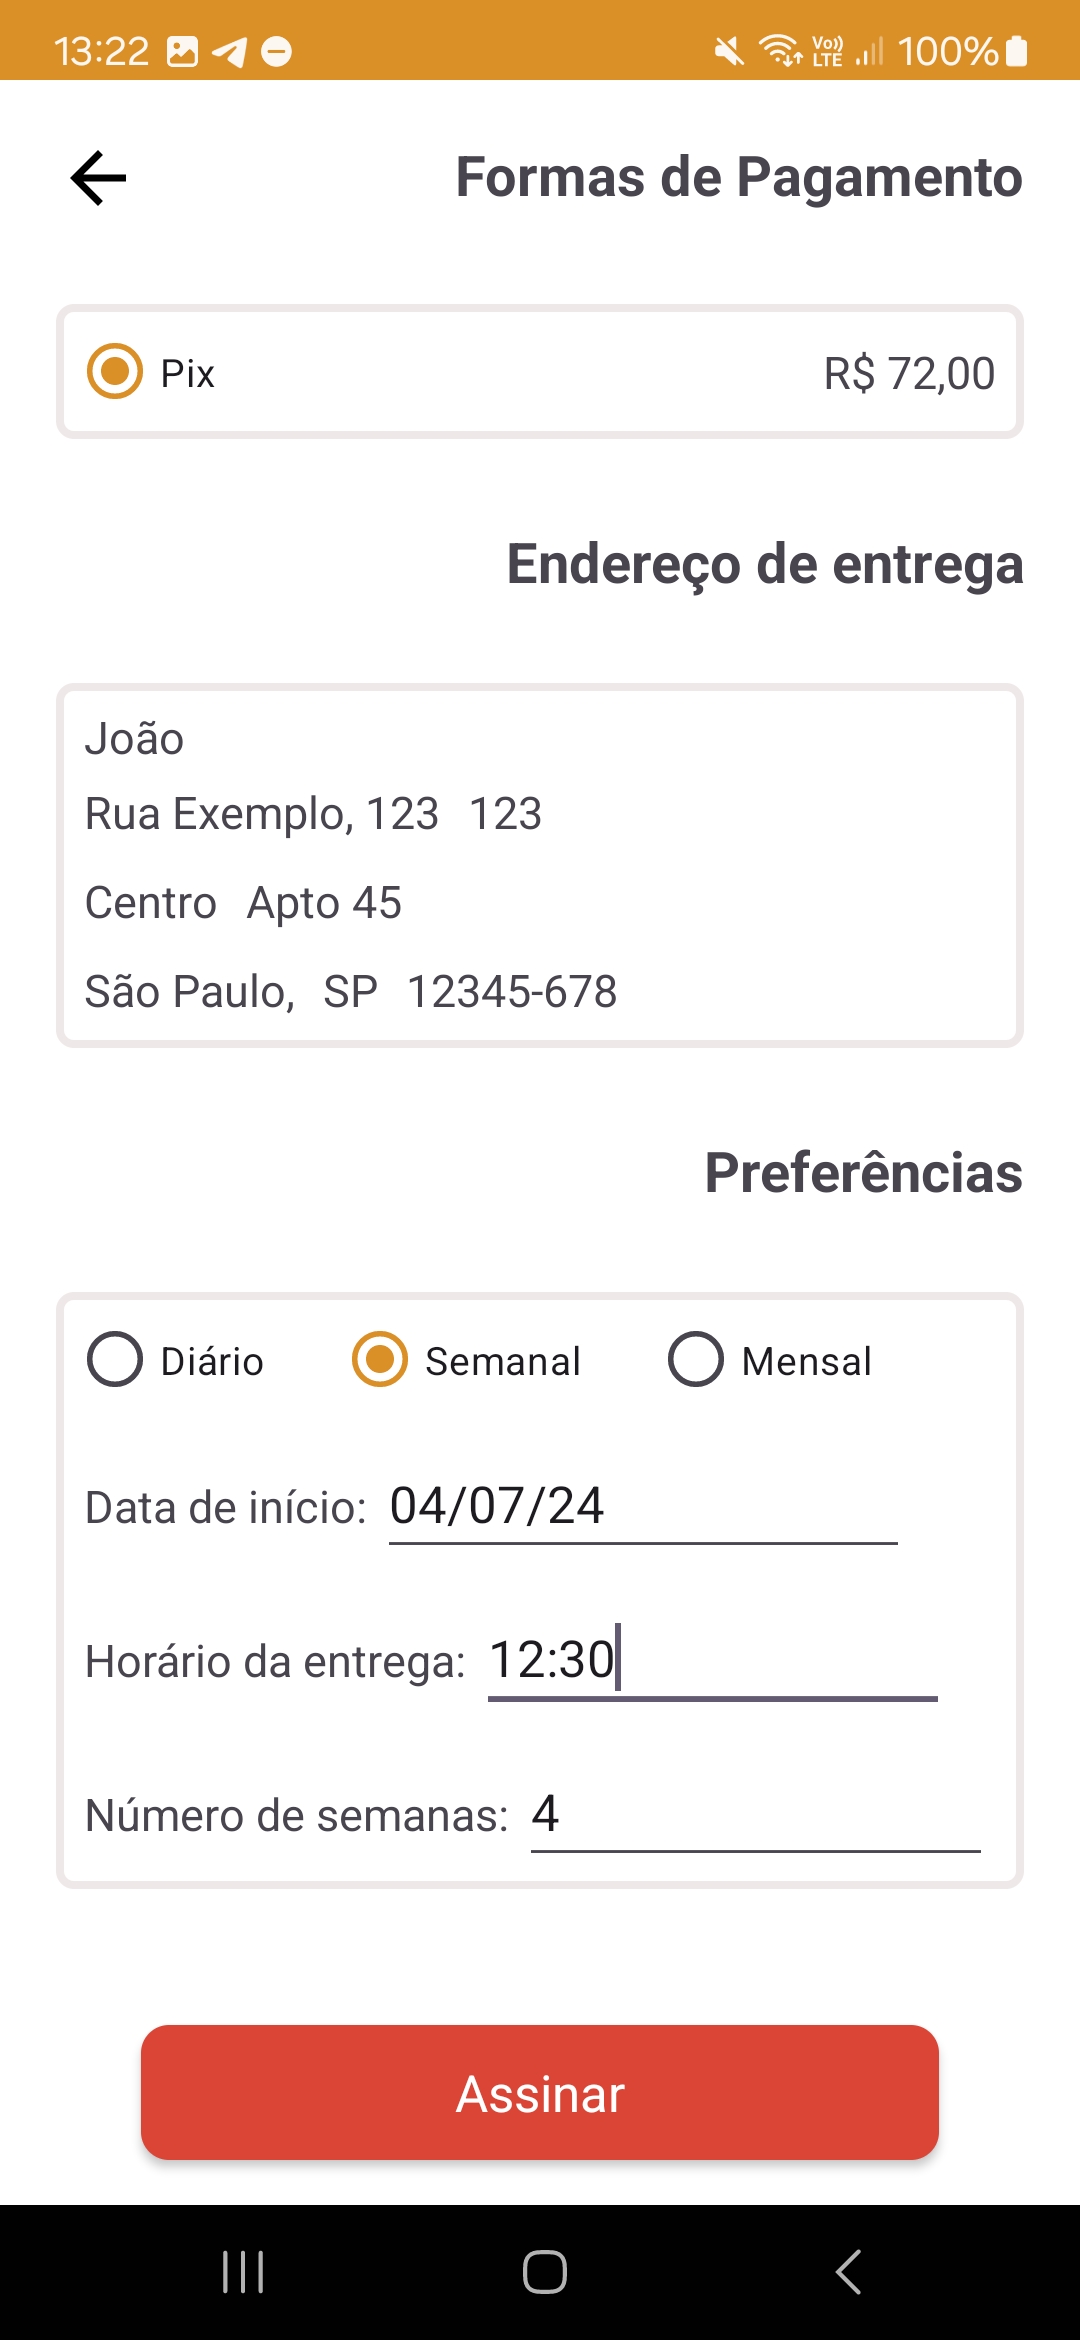 13:22 Vo)) LTE 100%
Formas de Pagamento
Pix R$ 72,00
Endereço de entrega
João
Rua Exemplo, 123 123
Centro Apto 45
São Paulo, SP 12345-678
Preferências
Diário Semanal Mensal
Data de início: 04/07/24
Horário da entrega: 12:30
Número de semanas: 4
Assinar